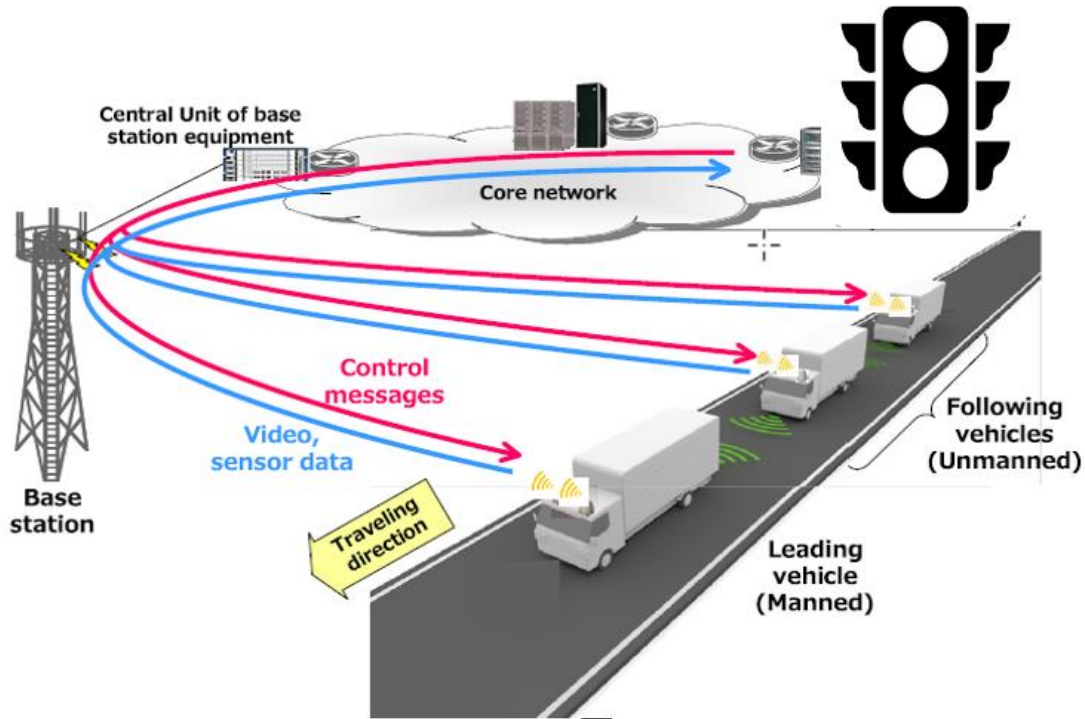 Central Unit of base
station equipment
Core network
Control
messages
Video,
sensor data
Base
station
Traveling
direction
Following
vehicles
(Unmanned)
Leading
vehicle
(Manned)